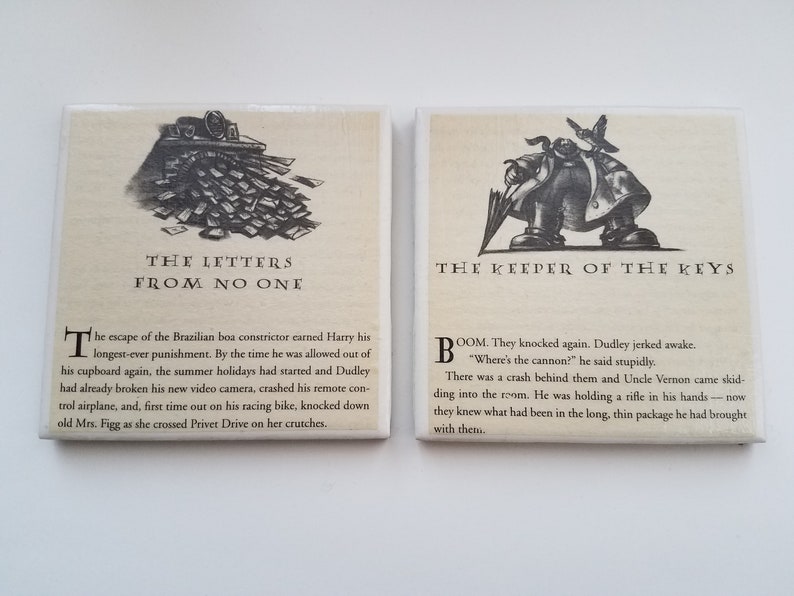 THE LETTERS
FROM NO ONE
The escape of the Brazilian boa constrictor earned Harry his
longest-ever punishment. By the time he was allowed out of
his cupboard again, the summer holidays had started and Dudley
had already broken his new video camera, crashed his remote con-
trol airplane, and, first time out on his racing bike, knocked down
old Mrs. Figg as she crossed Privet Drive on her crutches.
THE KEEPER OF THE KEYS
BOOM. They knocked again. Dudley jerked awake.
“Where’s the cannon?” he said stupidly.
There was a crash behind them and Uncle Vernon came skid-
ding into the room. He was holding a rifle in his hands — now
they knew what had been in the long, thin package he had brought
with them.